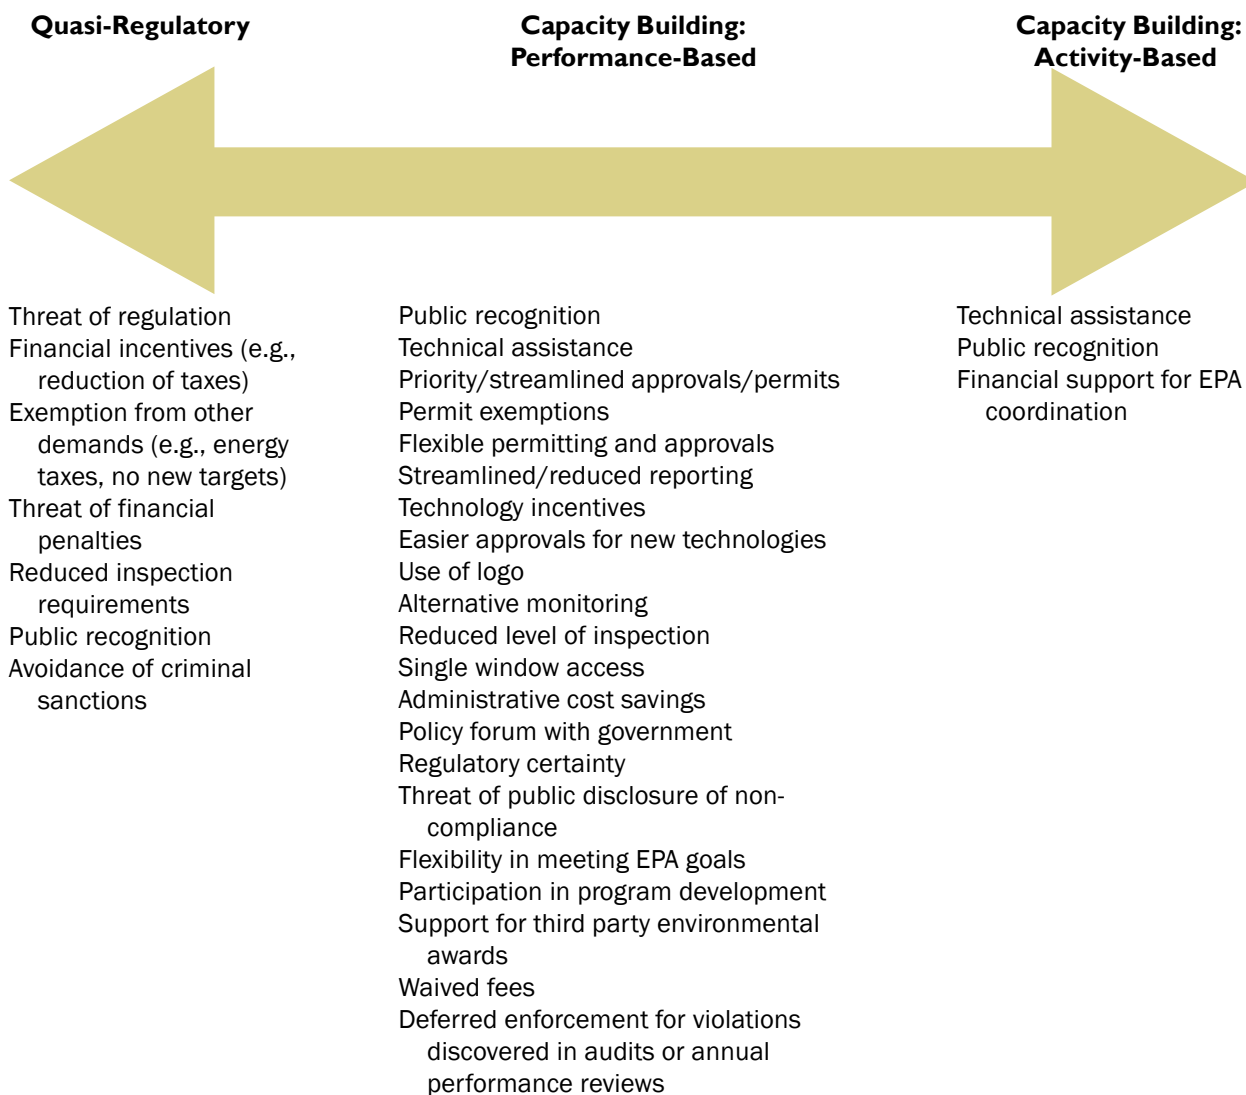 Quasi-Regulatory
Capacity Building:
Performance-Based
Capacity Building:
Activity-Based
Threat of regulation
Financial incentives (e.g.,
reduction of taxes)
Exemption from other
demands (e.g., energy
taxes, no new targets)
Threat of financial
penalties
Reduced inspection
requirements
Public recognition
Avoidance of criminal
sanctions
Public recognition
Technical assistance
Priority/streamlined approvals/permits
Permit exemptions
Flexible permitting and approvals
Streamlined/reduced reporting
Technology incentives
Easier approvals for new technologies
Use of logo
Alternative monitoring
Reduced level of inspection
Single window access
Administrative cost savings
Policy forum with government
Regulatory certainty
Threat of public disclosure of non-
compliance
Flexibility in meeting EPA goals
Participation in program development
Support for third party environmental
awards
Waived fees
Deferred enforcement for violations
discovered in audits or annual
performance reviews
Technical assistance
Public recognition
Financial support for EPA
coordination